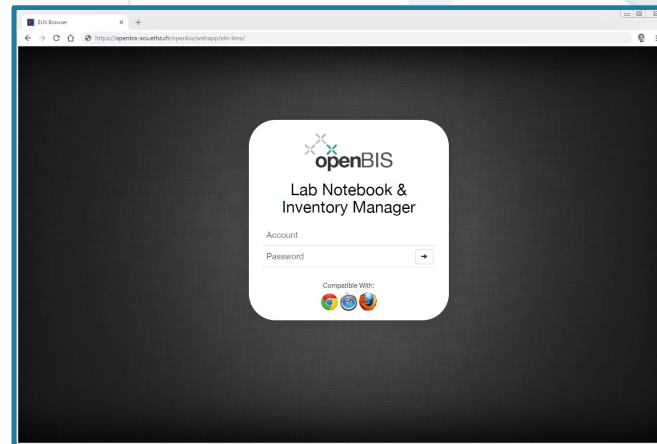 ELN Browser
https://openbis-scu.ethz.ch/openbis/webapp/eln-lims/
openBIS
Lab Notebook &
Inventory Manager
Account
Password
Compatible With: